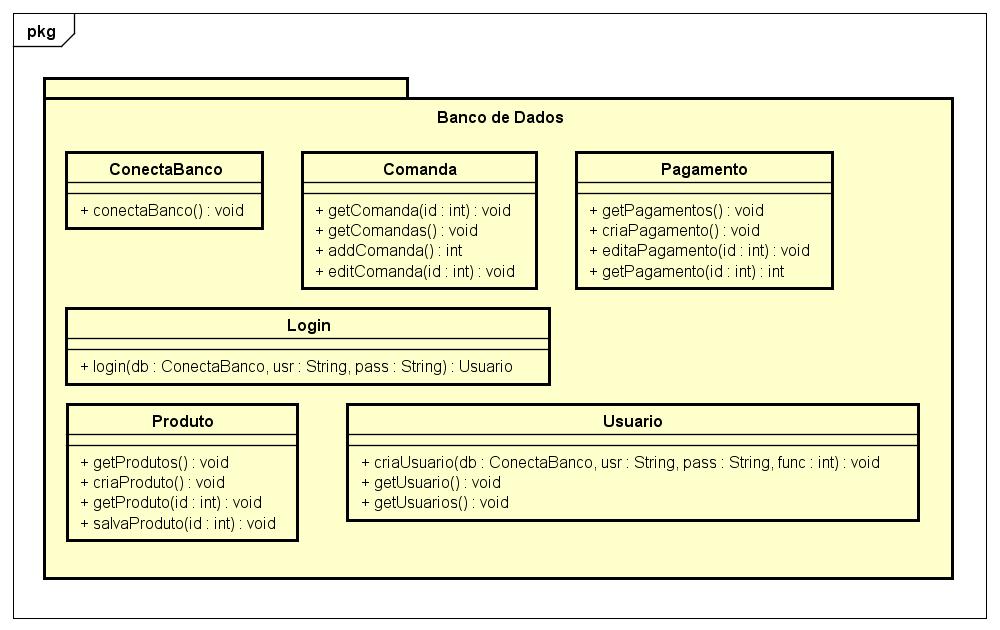 pkg
Banco de Dados
ConectaBanco
+ conectaBanco() : void
Comanda
+ getComanda(id : int) : void
+ getComandas() : void
+ addComanda() : int
+ editComanda(id : int) : void
Pagamento
+ getPagamentos() : void
+ criaPagamento() : void
+ editaPagamento(id : int) : void
+ getPagamento(id : int) : int
Login
+ login(db : ConectaBanco, usr : String, pass : String) : Usuario
Produto
+ getProdutos() : void
+ criaProduto() : void
+ getProduto(id : int) : void
+ salvaProduto(id : int) : void
Usuario
+ criaUsuario(db : ConectaBanco, usr : String, pass : String, func : int) : void
+ getUsuario() : void
+ getUsuarios() : void